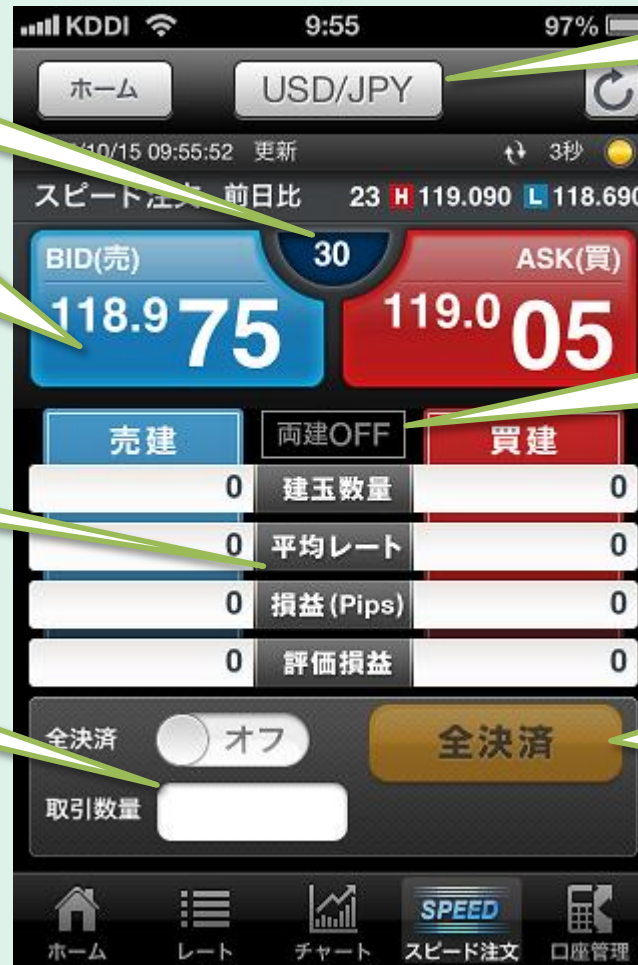 KDDI 9:55 97%
ホーム USD/JPY
/10/15 09:55:52 更新 3秒
スピード注文 前日比 23 H 119.090 L 118.690
BID(売) 30 ASK(買)
118.975 119.005
売建 両建OFF 買建
0 建玉数量 0
0 平均レート 0
0 損益(Pips) 0
0 評価損益 0
全決済 オフ 全決済
取引数量
ホーム レート チャート SPEED スピード注文 口座管理